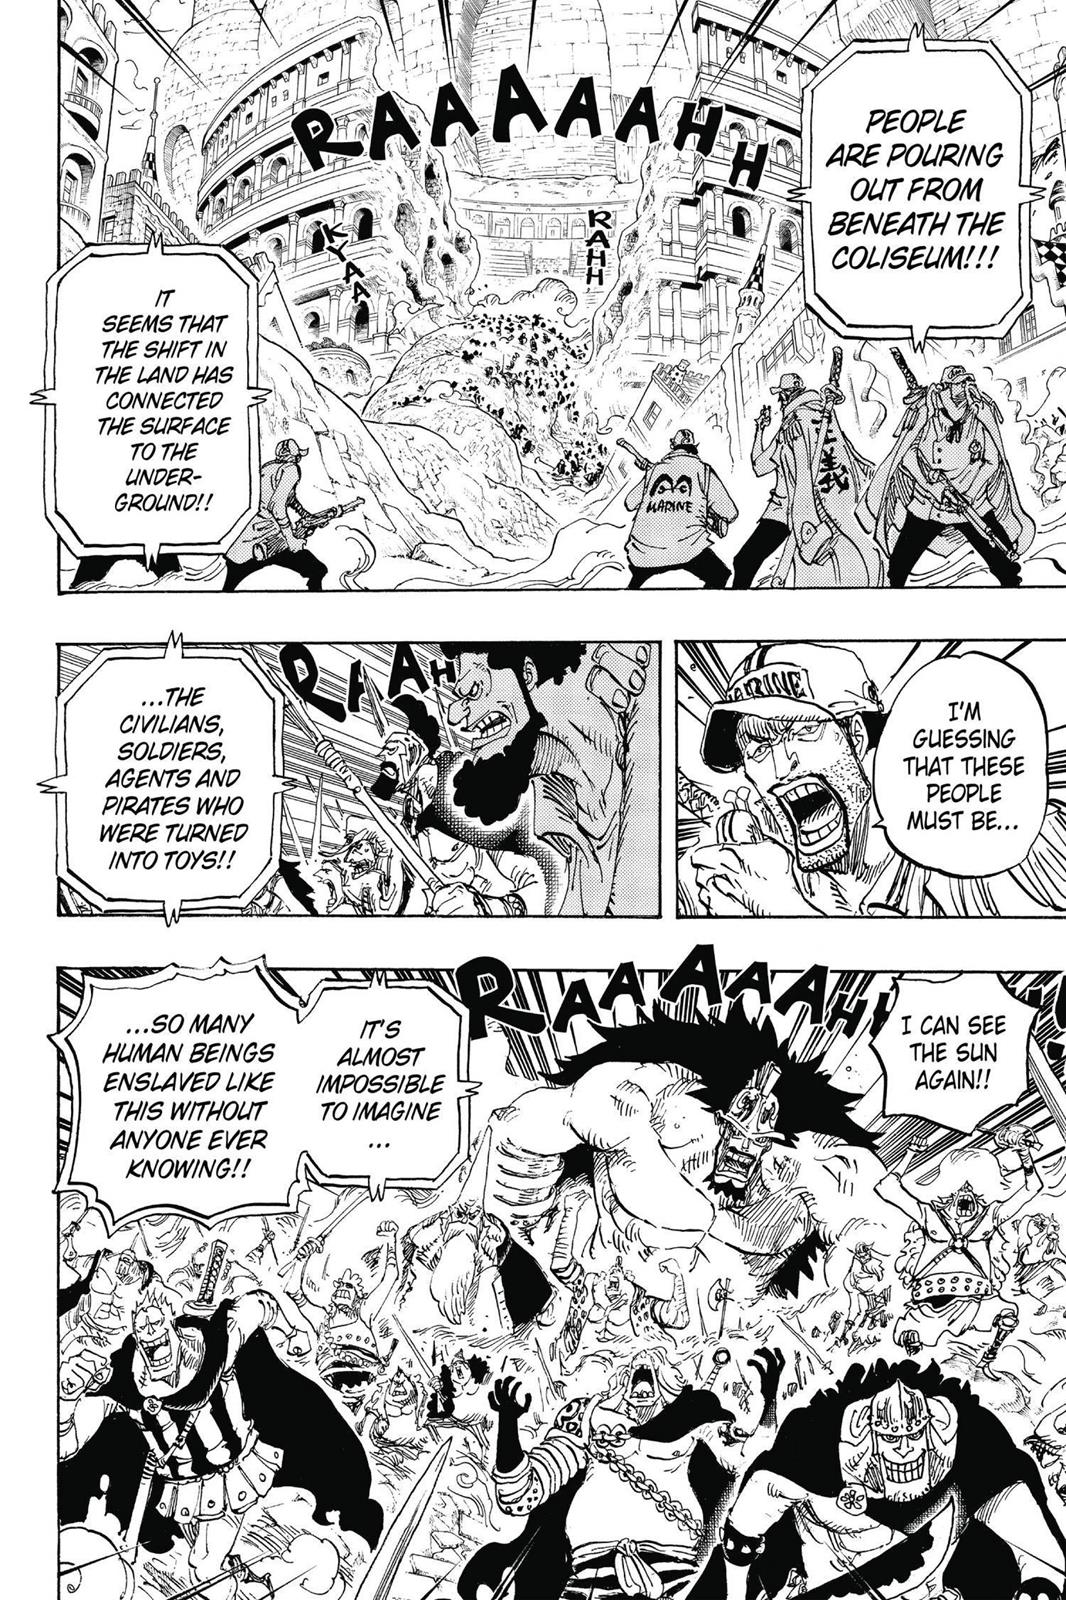 RAAAAAAHH
PEOPLE
ARE POURING
OUT FROM
BENEATH THE
COLISEUM!!!
RAHH
KYAA
IT
SEEMS THAT
THE SHIFT IN
THE LAND HAS
CONNECTED
THE SURFACE
TO THE
UNDER-
GROUND!!
MARINE
MARINE
I'M
GUESSING
THAT THESE
PEOPLE
MUST BE...
RAAH
...THE
CIVILIANS,
SOLDIERS,
AGENTS AND
PIRATES WHO
WERE TURNED
INTO TOYS!!
RAAAAAH
I CAN SEE
THE SUN
AGAIN!!
IT'S
ALMOST
IMPOSSIBLE
TO IMAGINE
...
...SO MANY
HUMAN BEINGS
ENSLAVED LIKE
THIS WITHOUT
ANYONE EVER
KNOWING!!